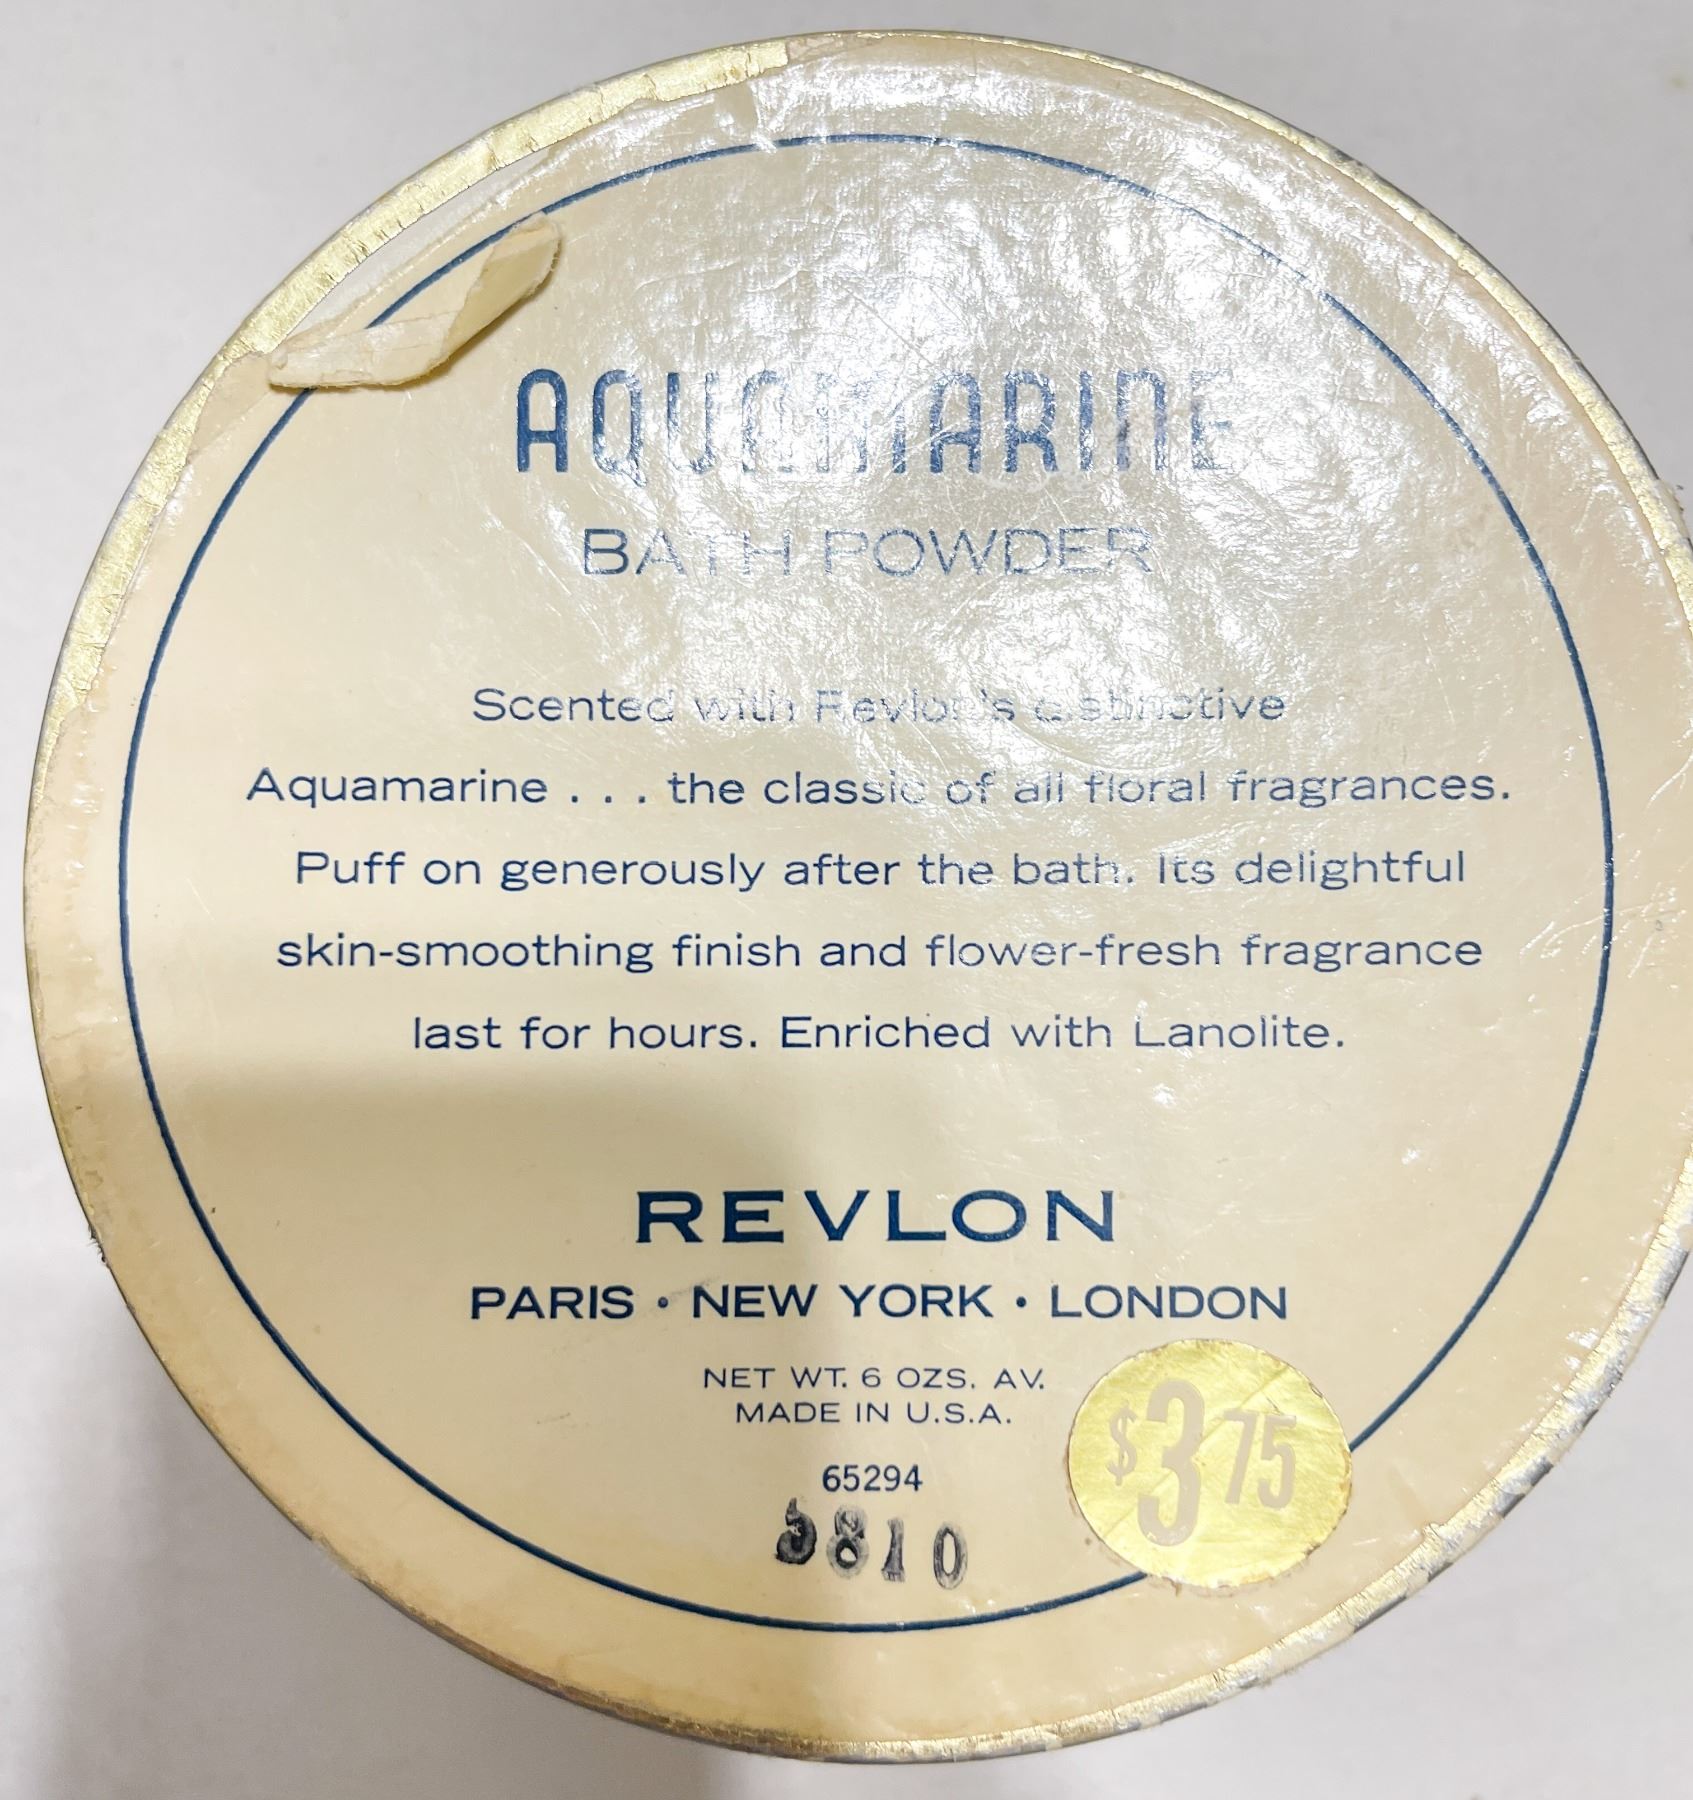 AQUAMARINE
BATH POWDER
Scented with Revlon's distinctive
Aquamarine . . . the classic of all floral fragrances.
Puff on generously after the bath. Its delightful
skin-smoothing finish and flower-fresh fragrance
last for hours. Enriched with Lanolite.
REVLON
PARIS • NEW YORK • LONDON
NET WT. 6 OZS. AV.
MADE IN U.S.A.
$3 75
65294